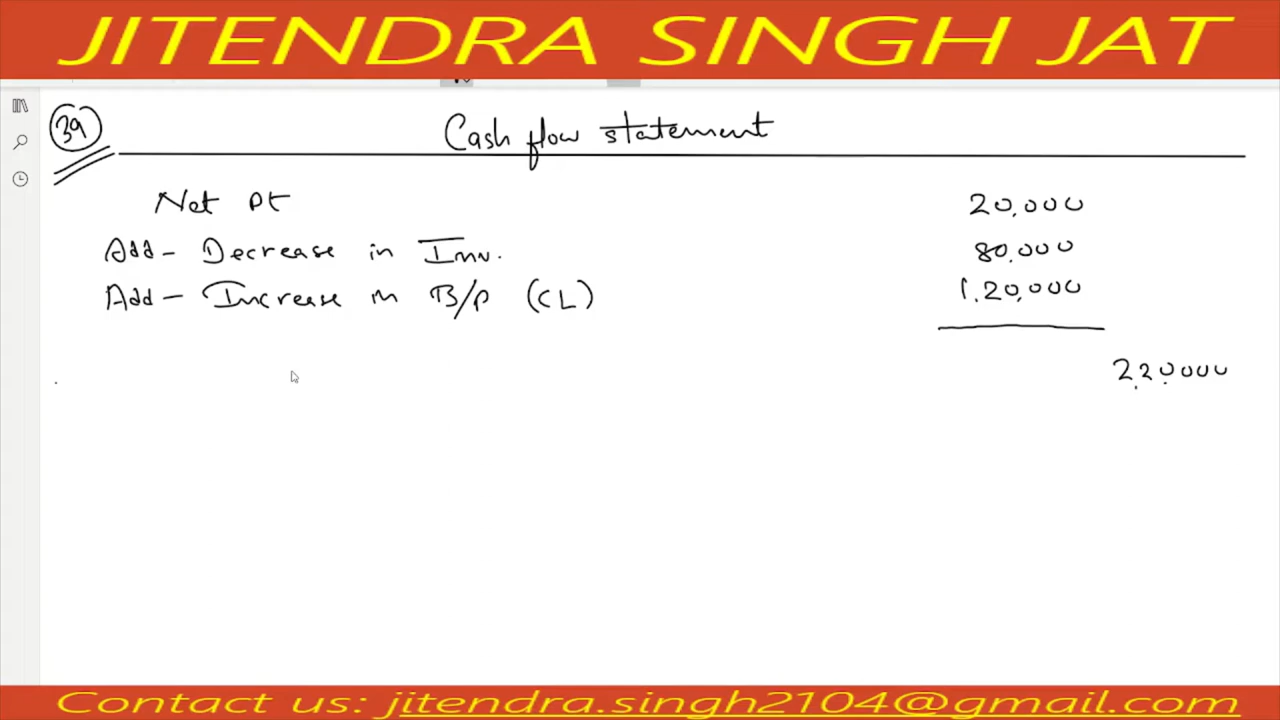 JITENDRA SINGH JAT
39 Cash flow statement
Net Pt 20,000
Add- Decrease in Inv. 80,000
Add- Increase in B/P (CL) 1,20,000
2,20,000
Contact us: jitendra.singh2104@gmail.com